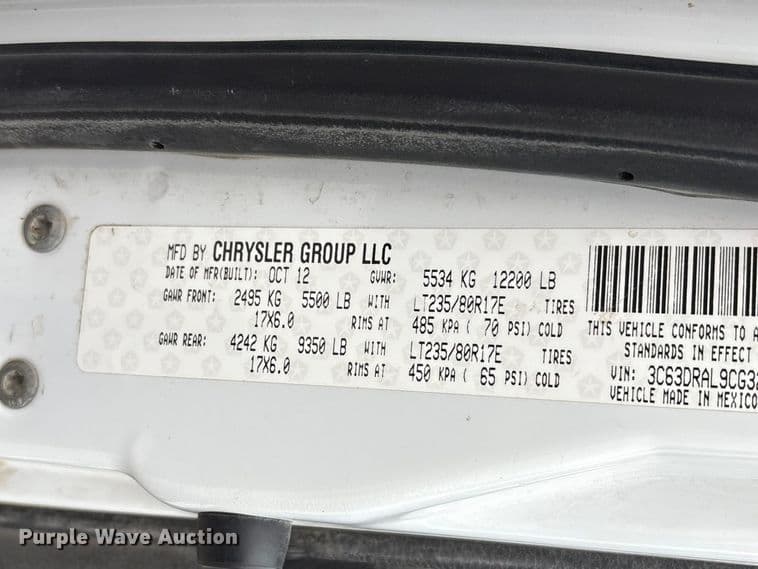 MFD BY CHRYSLER GROUP LLC
DATE OF MFR(BUILT): OCT 12 GVWR: 5534 KG 12200 LB
GAWR FRONT: 2495 KG 5500 LB WITH LT235/80R17E TIRES
17X6.0 RIMS AT 485 KPA ( 70 PSI) COLD
GAWR REAR: 4242 KG 9350 LB WITH LT235/80R17E TIRES
17X6.0 RIMS AT 450 KPA ( 65 PSI) COLD
THIS VEHICLE CONFORMS TO A
STANDARDS IN EFFECT
VIN: 3C63DRAL9CG32
VEHICLE MADE IN MEXICO
Purple Wave Auction